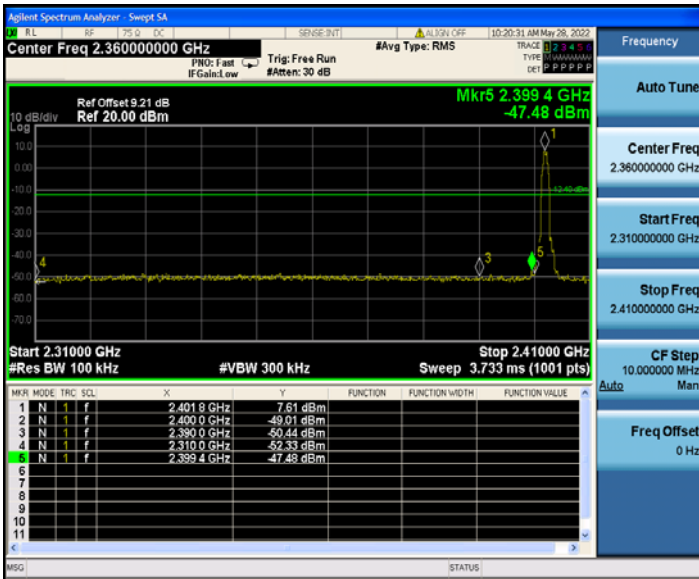 Agilent Spectrum Analyzer - Swept SA
RL RF 75 Ω DC SENSE:INT ALIGN OFF 10:20:31 AM May 28, 2022
Center Freq 2.360000000 GHz
PNO: Fast
IFGain:Low
Trig: Free Run
#Atten: 30 dB
#Avg Type: RMS
TRACE 1 2 3 4 5 6
TYPE M
DET P P P P P P
Ref Offset 9.21 dB
Ref 20.00 dBm
10 dB/div
Log
Mkr5 2.399 4 GHz
-47.48 dBm
10.0
0.00
-10.0
-20.0
-30.0
-40.0
-50.0
-60.0
-70.0
-12.40 dBm
1
3
4
5
Start 2.31000 GHz
Stop 2.41000 GHz
#Res BW 100 kHz
#VBW 300 kHz
Sweep 3.733 ms (1001 pts)
MKR MODE TRC SCL X Y FUNCTION FUNCTION WIDTH FUNCTION VALUE
1 N 1 f 2.401 8 GHz 7.61 dBm
2 N 1 f 2.400 0 GHz -49.01 dBm
3 N 1 f 2.390 0 GHz -50.44 dBm
4 N 1 f 2.310 0 GHz -52.33 dBm
5 N 1 f 2.399 4 GHz -47.48 dBm
6
7
8
9
10
11
MSG
STATUS
Frequency
Auto Tune
Center Freq
2.360000000 GHz
Start Freq
2.310000000 GHz
Stop Freq
2.410000000 GHz
CF Step
10.000000 MHz
Auto Man
Freq Offset
0 Hz